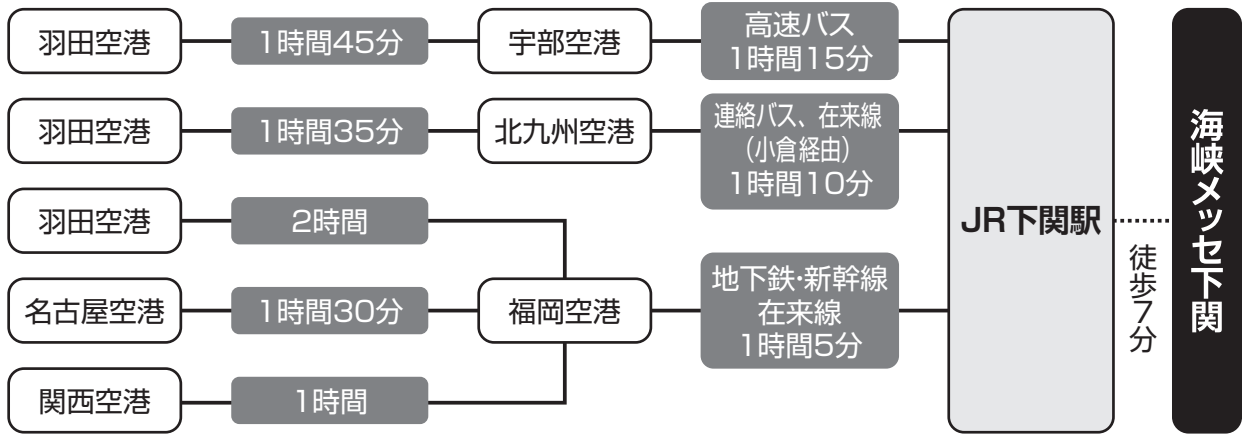 羽田空港
1時間45分
宇部空港
高速バス
1時間15分
羽田空港
1時間35分
北九州空港
連絡バス、在来線
(小倉経由)
1時間10分
羽田空港
2時間
名古屋空港
1時間30分
福岡空港
地下鉄・新幹線
在来線
1時間5分
関西空港
1時間
JR下関駅
徒歩7分
海峡メッセ下関